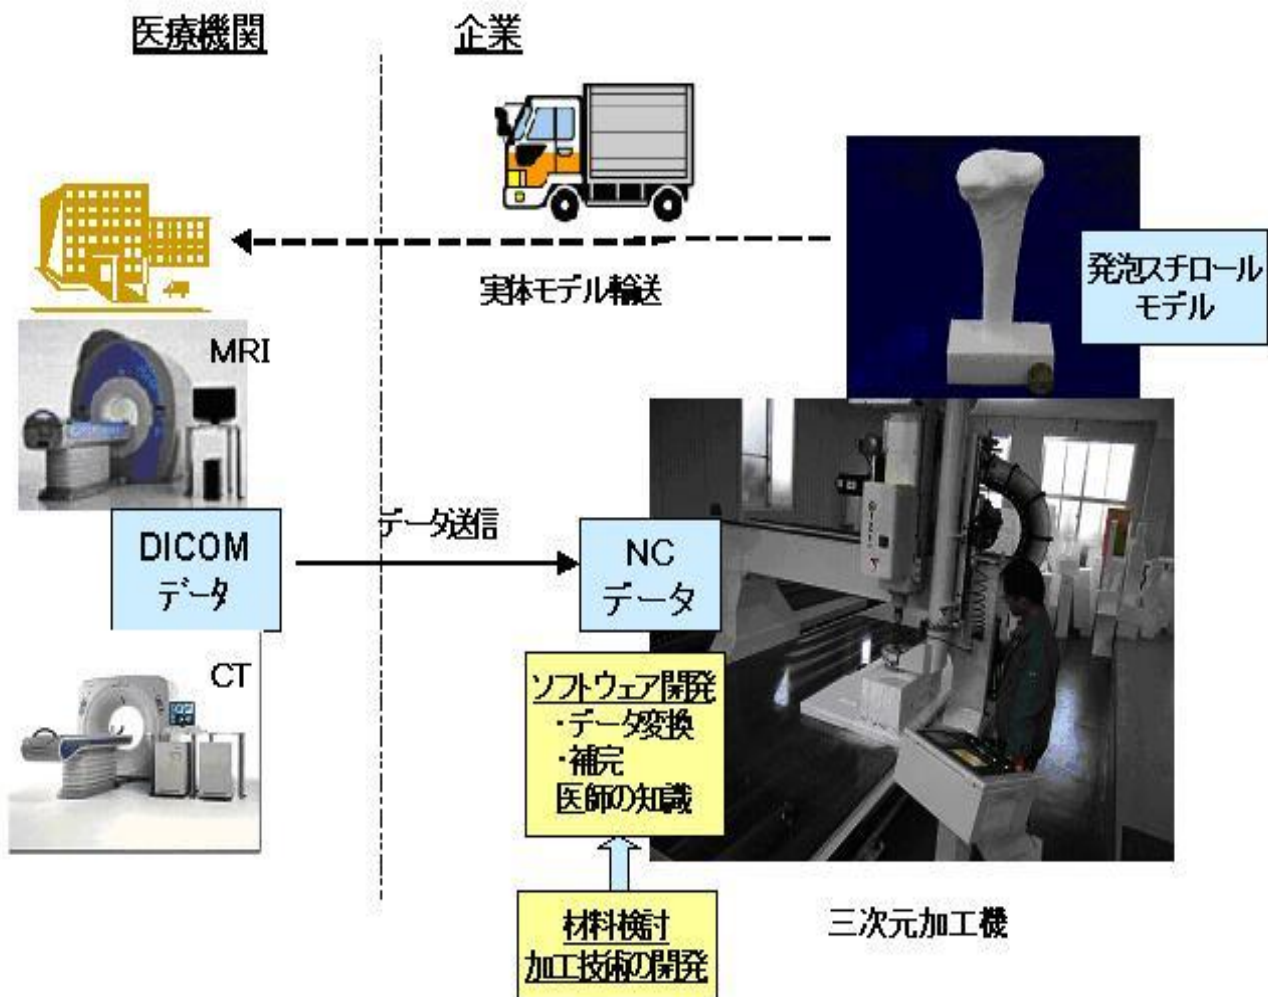 医療機関
企業
実体モデル輸送
発泡スチロール
モデル
MRI
データ送信
DICOM
データ
NC
データ
CT
ソフトウェア開発
・データ変換
・補完
医師の知識
材料検討
加工技術の開発
三次元加工機